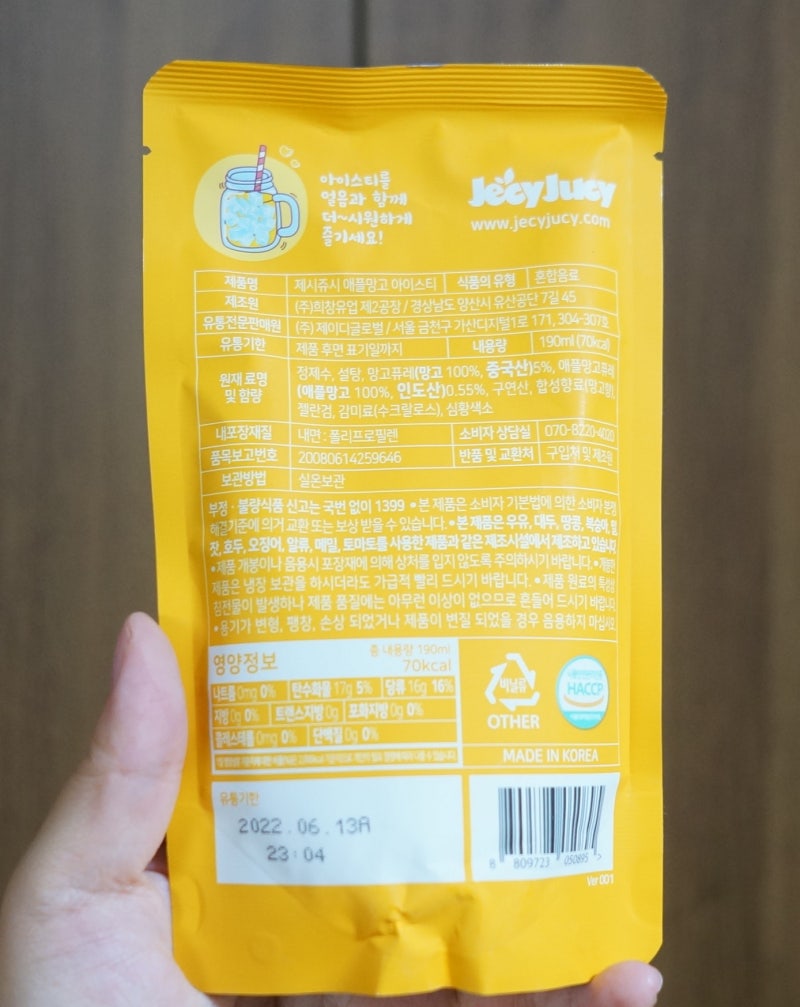 아이스티를
얼음과 함께
더~시원하게
즐기세요!
JecyJucy
www.jecyjucy.com
제품명 제시쥬시 애플망고 아이스티 식품의 유형 혼합음료
제조원 (주)희창유업 제2공장 / 경상남도 양산시 유산공단 7길 45
유통전문판매원 (주) 제이디글로벌 / 서울 금천구 가산디지털1로 171, 304-307호
유통기한 제품 후면 표기일까지 내용량 190ml (70kcal)
원재료명 및 함량 정제수, 설탕, 망고퓨레(망고 100%, 중국산)5%, 애플망고퓨레
(애플망고 100%, 인도산)0.55%, 구연산, 합성향료(망고향),
젤란검, 감미료(수크랄로스), 심황색소
내포장재질 내면 : 폴리프로필렌 소비자 상담실 070-8220-4020
품목보고번호 20080614259646 반품 및 교환처 구입처 및 제조원
보관방법 실온보관
부정 · 불량식품 신고는 국번 없이 1399 • 본 제품은 소비자 기본법에 의한 소비자 분쟁
해결기준에 의거 교환 또는 보상 받을 수 있습니다. • 본 제품은 우유, 대두, 땅콩, 복숭아, 밀,
잣, 호두, 오징어, 알류, 메밀, 토마토를 사용한 제품과 같은 제조시설에서 제조하고 있습니다.
• 제품 개봉이나 음용시 포장재에 의해 상처를 입지 않도록 주의하시기 바랍니다. • 개봉한
제품은 냉장 보관을 하시더라도 가급적 빨리 드시기 바랍니다. • 제품 원료의 특성상
침전물이 발생하나 제품 품질에는 아무런 이상이 없으므로 흔들어 드시기 바랍니다.
• 용기가 변형, 팽창, 손상 되었거나 제품이 변질 되었을 경우 음용하지 마십시오.
영양정보 총 내용량 190ml
70kcal
나트륨 0mg 0% 탄수화물 17g 5% 당류 16g 16%
지방 0g 0% 트랜스지방 0g 포화지방 0g 0%
콜레스테롤 0mg 0% 단백질 0g 0%
비닐류
OTHER
HACCP
MADE IN KOREA
유통기한
2022.06.13A
23:04
8 809723 050895 >
Ver 001